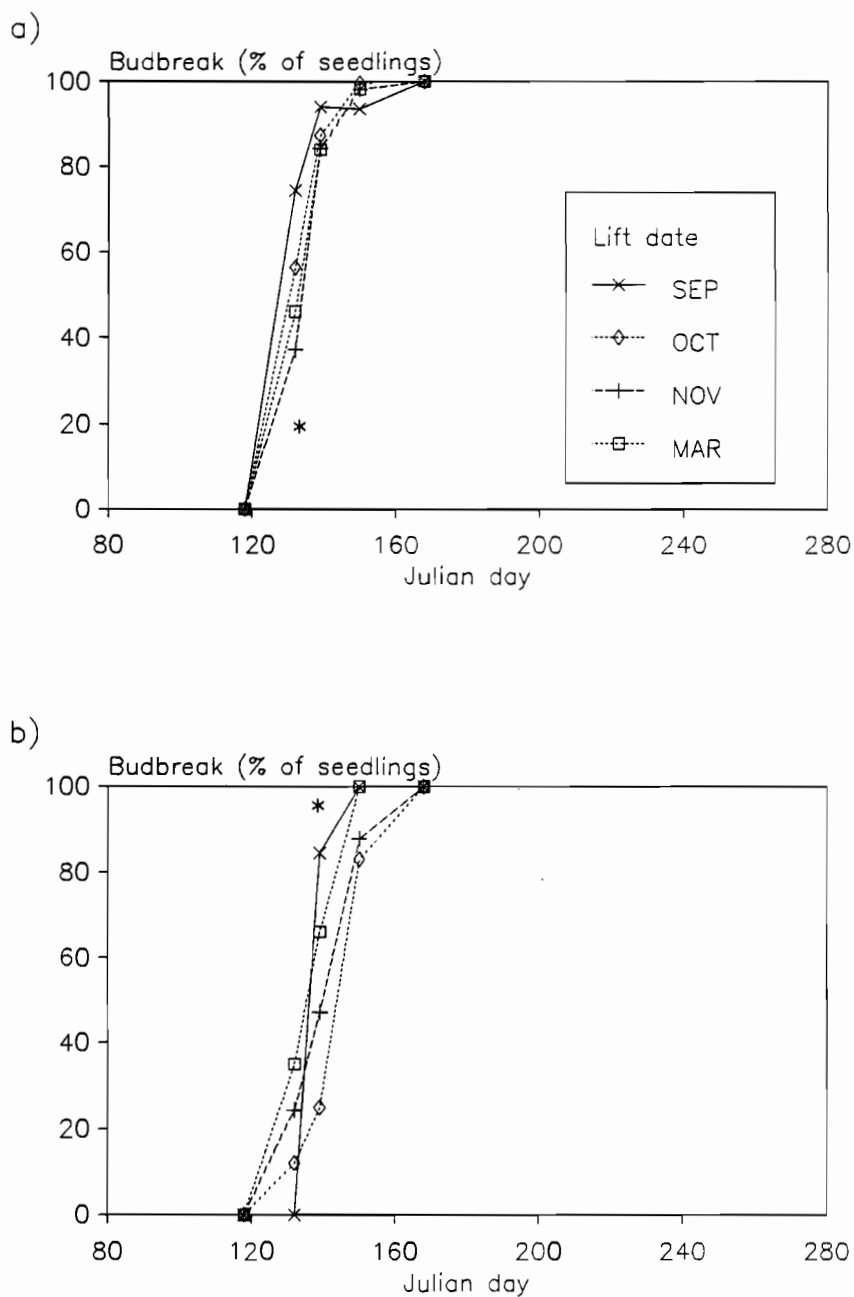 a)
Budbreak (% of seedlings)
100
80
60
40
20
0
*
Lift date
SEP
OCT
NOV
MAR
80 120 160 200 240 280
Julian day
b)
Budbreak (% of seedlings)
100
*
80
60
40
20
0
80 120 160 200 240 280
Julian day